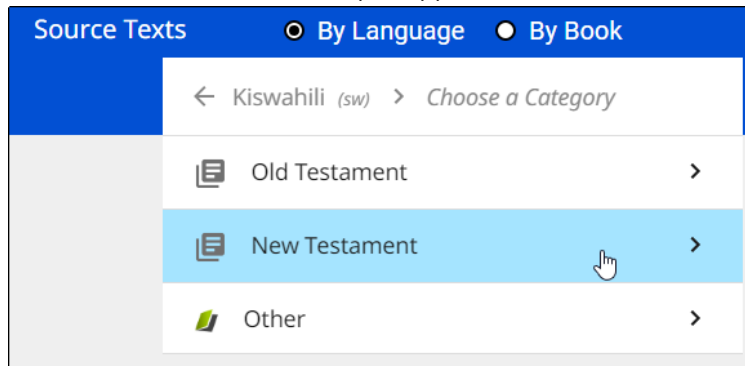 Source Texts By Language By Book
Kiswahili (sw) > Choose a Category
Old Testament
New Testament
Other